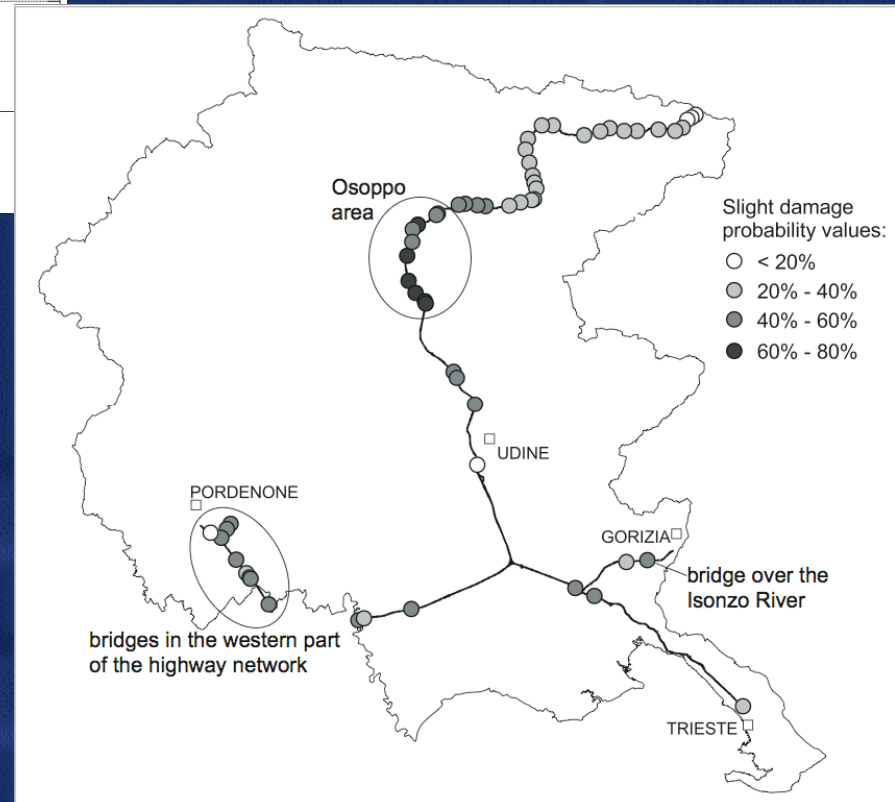 Osoppo
area
Slight damage
probability values:
< 20%
20% - 40%
40% - 60%
60% - 80%
UDINE
PORDENONE
GORIZIA
bridge over the
Isonzo River
bridges in the western part
of the highway network
TRIESTE